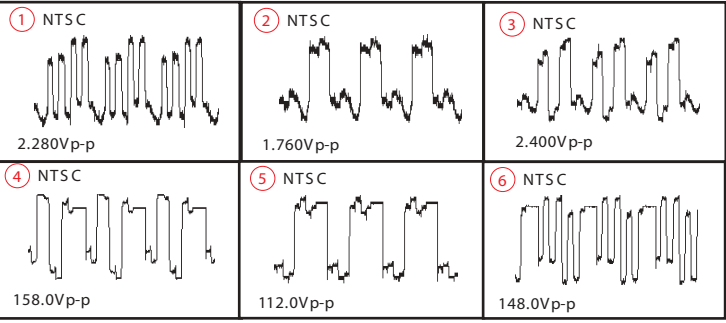 1 NTSC
2.280Vp-p
2 NTSC
1.760Vp-p
3 NTSC
2.400Vp-p
4 NTSC
158.0Vp-p
5 NTSC
112.0Vp-p
6 NTSC
148.0Vp-p